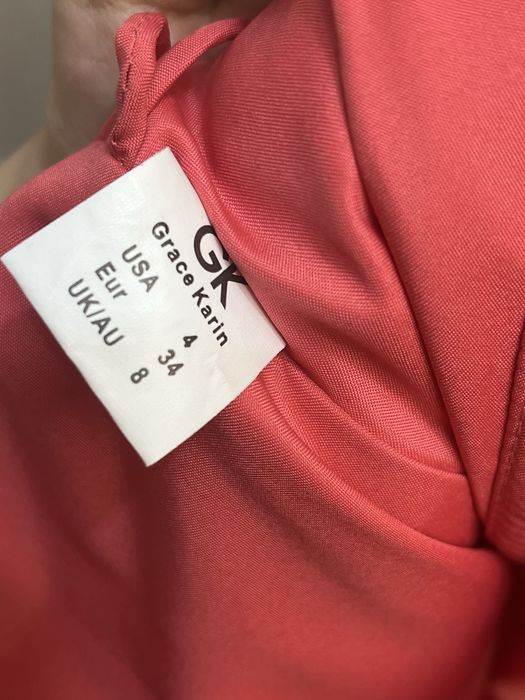 GK
Grace Karin
USA 4
Eur 34
UK/AU 8